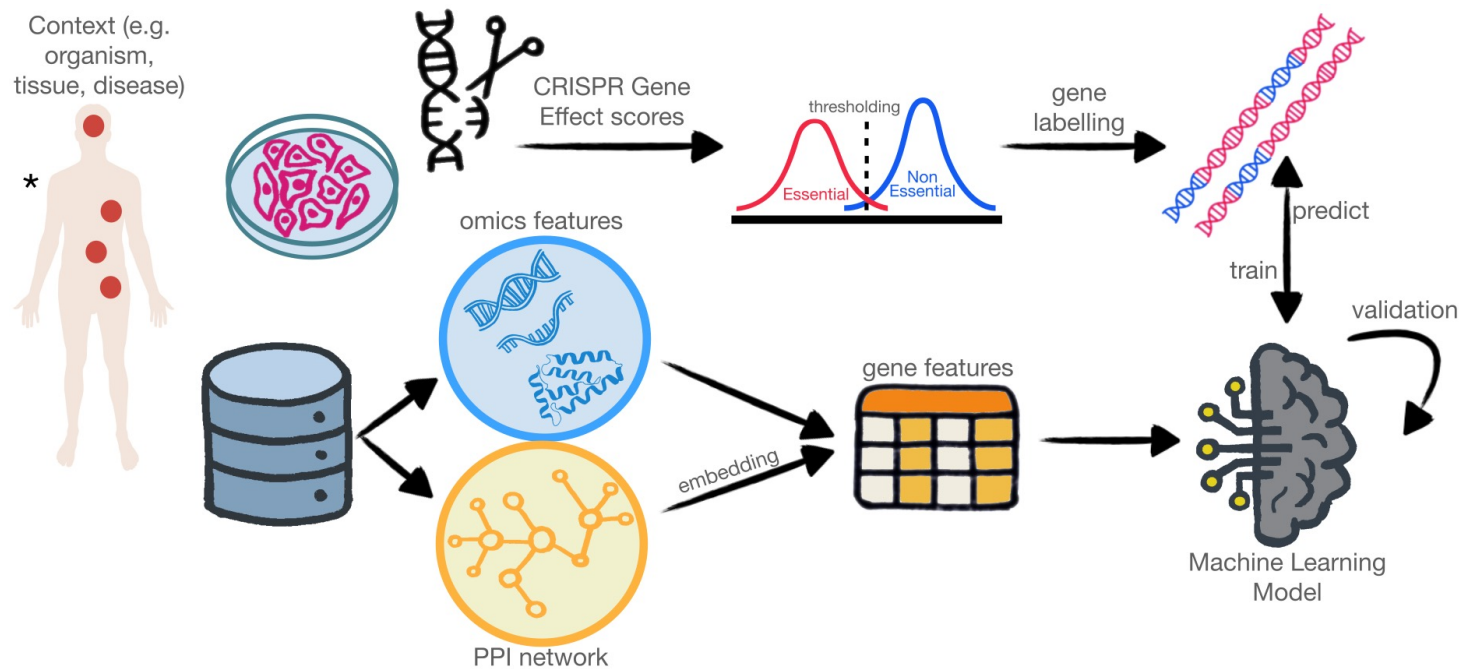 Context (e.g.
organism,
tissue, disease)
*
CRISPR Gene
Effect scores
thresholding
Essential
Non
Essential
gene
labelling
predict
train
validation
omics features
embedding
gene features
PPI network
Machine Learning
Model